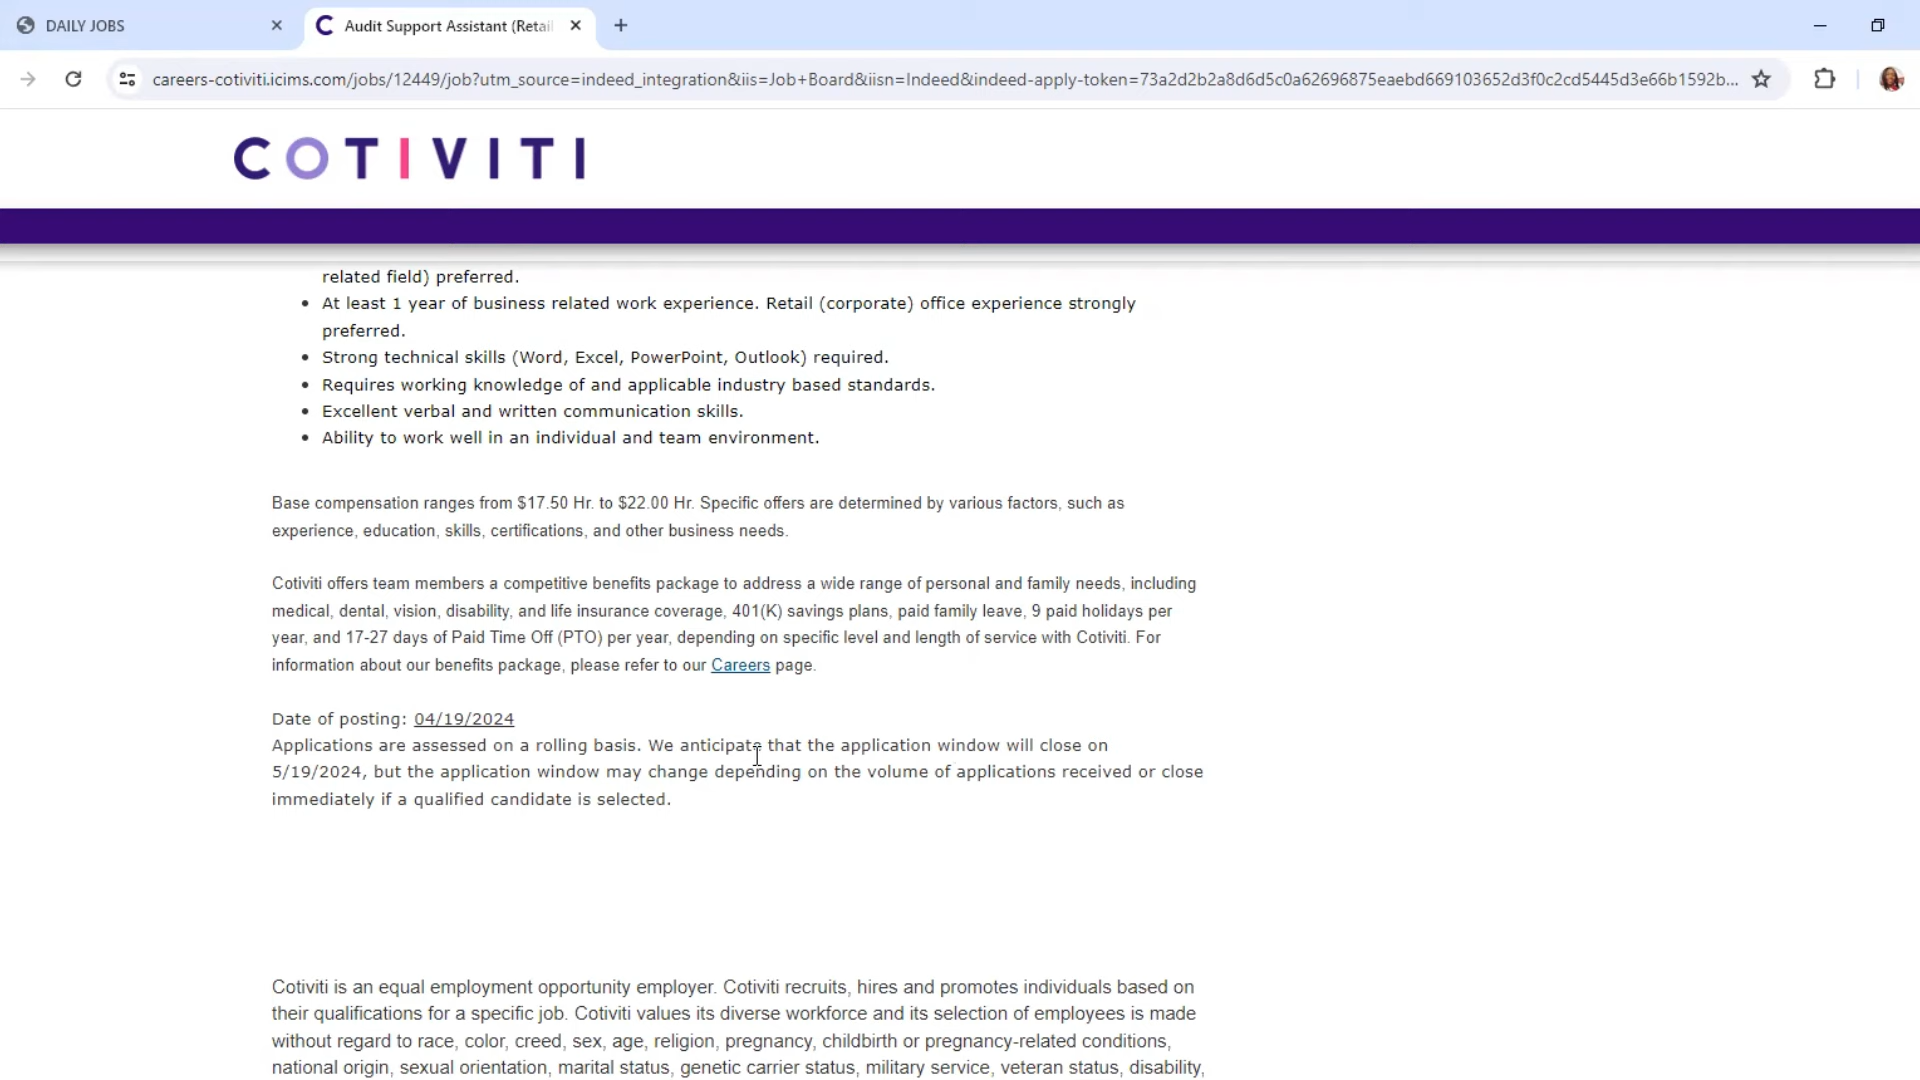 DAILY JOBS
Audit Support Assistant (Retail
careers-cotiviti.icims.com/jobs/12449/job?utm_source=indeed_integration&iis=Job+Board&iisn=Indeed&indeed-apply-token=73a2d2b2a8d6d5c0a62696875eaebd669103652d3f0c2cd5445d3e66b1592b...
COTIVITI
related field) preferred.
• At least 1 year of business related work experience. Retail (corporate) office experience strongly
preferred.
• Strong technical skills (Word, Excel, PowerPoint, Outlook) required.
• Requires working knowledge of and applicable industry based standards.
• Excellent verbal and written communication skills.
• Ability to work well in an individual and team environment.
Base compensation ranges from $17.50 Hr. to $22.00 Hr. Specific offers are determined by various factors, such as
experience, education, skills, certifications, and other business needs.
Cotiviti offers team members a competitive benefits package to address a wide range of personal and family needs, including
medical, dental, vision, disability, and life insurance coverage, 401(K) savings plans, paid family leave, 9 paid holidays per
year, and 17-27 days of Paid Time Off (PTO) per year, depending on specific level and length of service with Cotiviti. For
information about our benefits package, please refer to our Careers page.
Date of posting: 04/19/2024
Applications are assessed on a rolling basis. We anticipate that the application window will close on
5/19/2024, but the application window may change depending on the volume of applications received or close
immediately if a qualified candidate is selected.
Cotiviti is an equal employment opportunity employer. Cotiviti recruits, hires and promotes individuals based on
their qualifications for a specific job. Cotiviti values its diverse workforce and its selection of employees is made
without regard to race, color, creed, sex, age, religion, pregnancy, childbirth or pregnancy-related conditions,
national origin, sexual orientation, marital status, genetic carrier status, military service, veteran status, disability,